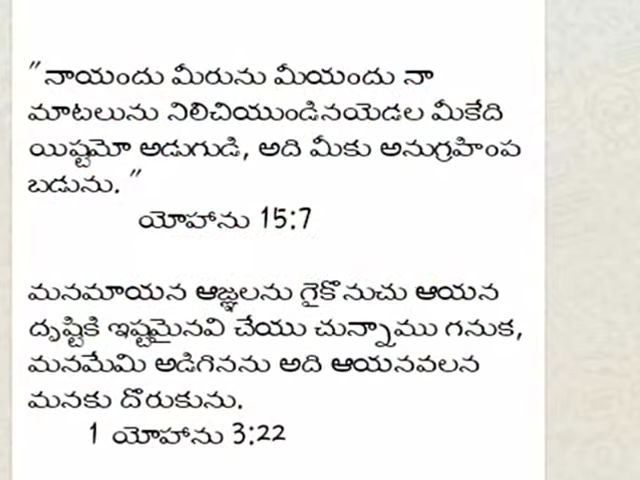 "నాయందు మీరును మీయందు నా
మాటలును నిలిచియుండినయెడల మీకేది
యిష్టమో అడుగుడి, అది మీకు అనుగ్రహింప
బడును. "
యోహాను 15:7
మనమాయన ఆజ్ఞలను గైకొనుచు ఆయన
దృష్టికి ఇష్టమైనవి చేయు చున్నాము గనుక,
మనమేమి అడిగినను అది ఆయనవలన
మనకు దొరుకును.
1 యోహాను 3:22